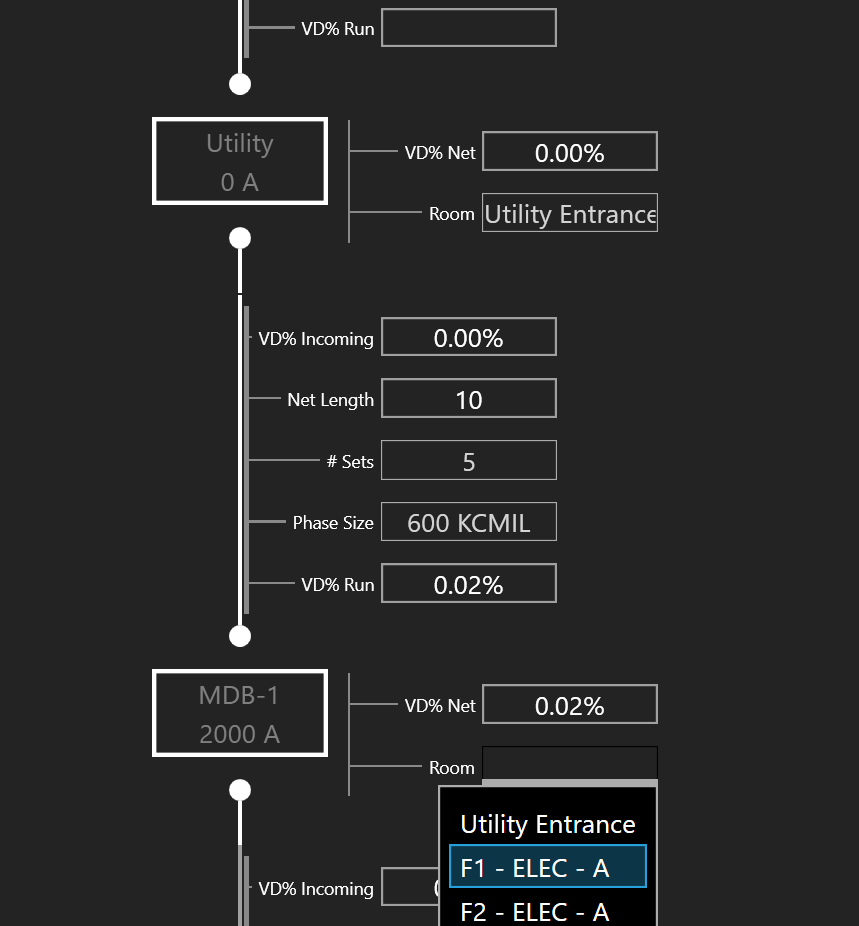 VD% Run
Utility
0 A
VD% Net 0.00%
Room Utility Entrance
VD% Incoming 0.00%
Net Length 10
# Sets 5
Phase Size 600 KCMIL
VD% Run 0.02%
MDB-1
2000 A
VD% Net 0.02%
Room
Utility Entrance
F1 - ELEC - A
VD% Incoming
F2 - ELEC - A